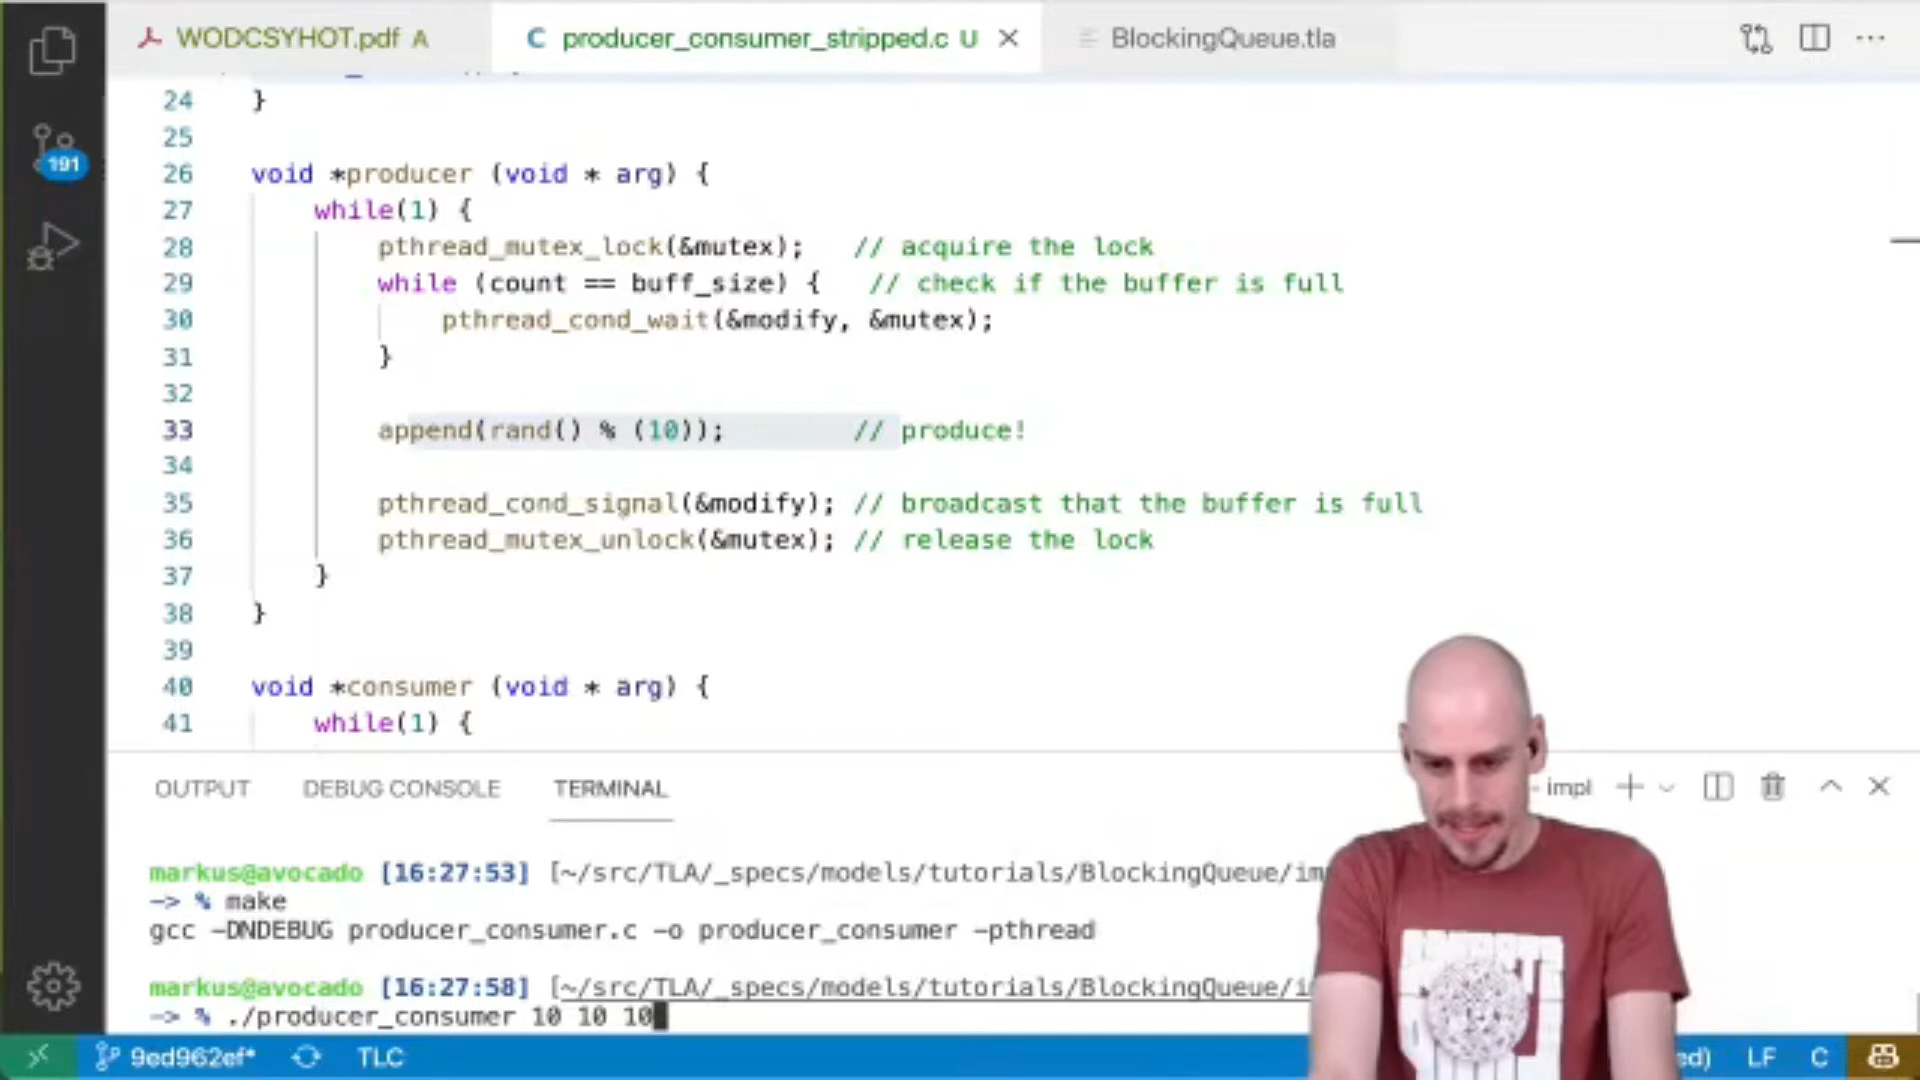 WODCSYHOT.pdf A
C producer_consumer_stripped.c U
BlockingQueue.tla
191
24 }
25
26 void *producer (void * arg) {
27 while(1) {
28 pthread_mutex_lock(&mutex); // acquire the lock
29 while (count == buff_size) { // check if the buffer is full
30 pthread_cond_wait(&modify, &mutex);
31 }
32
33 append(rand() % (10)); // produce!
34
35 pthread_cond_signal(&modify); // broadcast that the buffer is full
36 pthread_mutex_unlock(&mutex); // release the lock
37 }
38 }
39
40 void *consumer (void * arg) {
41 while(1) {
OUTPUT DEBUG CONSOLE TERMINAL
- impl
markus@avocado [16:27:53] [~/src/TLA/_specs/models/tutorials/BlockingQueue/im
-> % make
gcc -DNDEBUG producer_consumer.c -o producer_consumer -pthread
markus@avocado [16:27:58] [~/src/TLA/_specs/models/tutorials/BlockingQueue/i
-> % ./producer_consumer 10 10 10
9ed962ef* TLC
ed) LF C